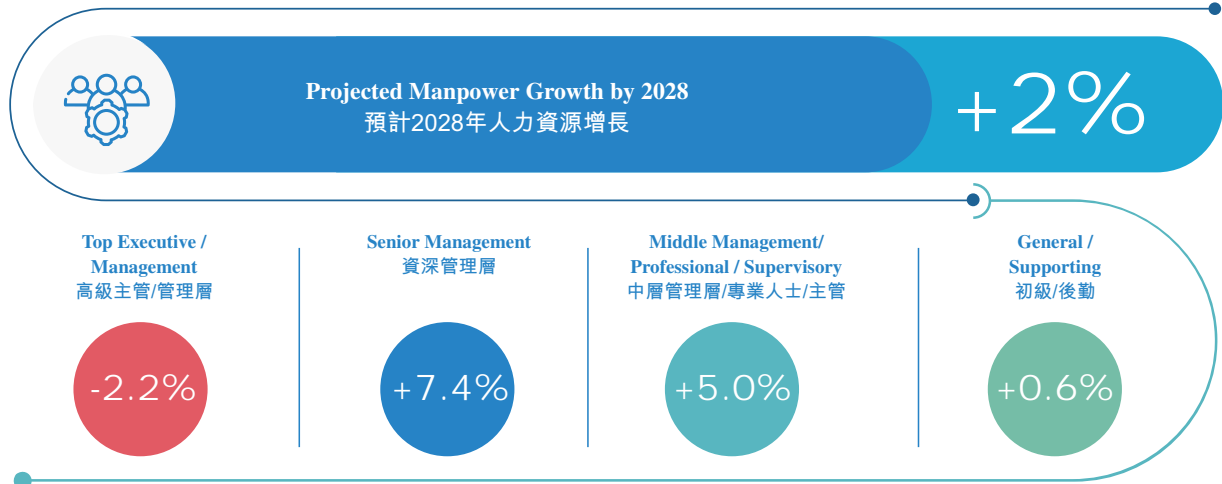 Projected Manpower Growth by 2028
預計2028年人力資源增長
+2%
Top Executive /
Management
高級主管/管理層
-2.2%
Senior Management
資深管理層
+7.4%
Middle Management/
Professional / Supervisory
中層管理層/專業人士/主管
+5.0%
General /
Supporting
初級/後勤
+0.6%